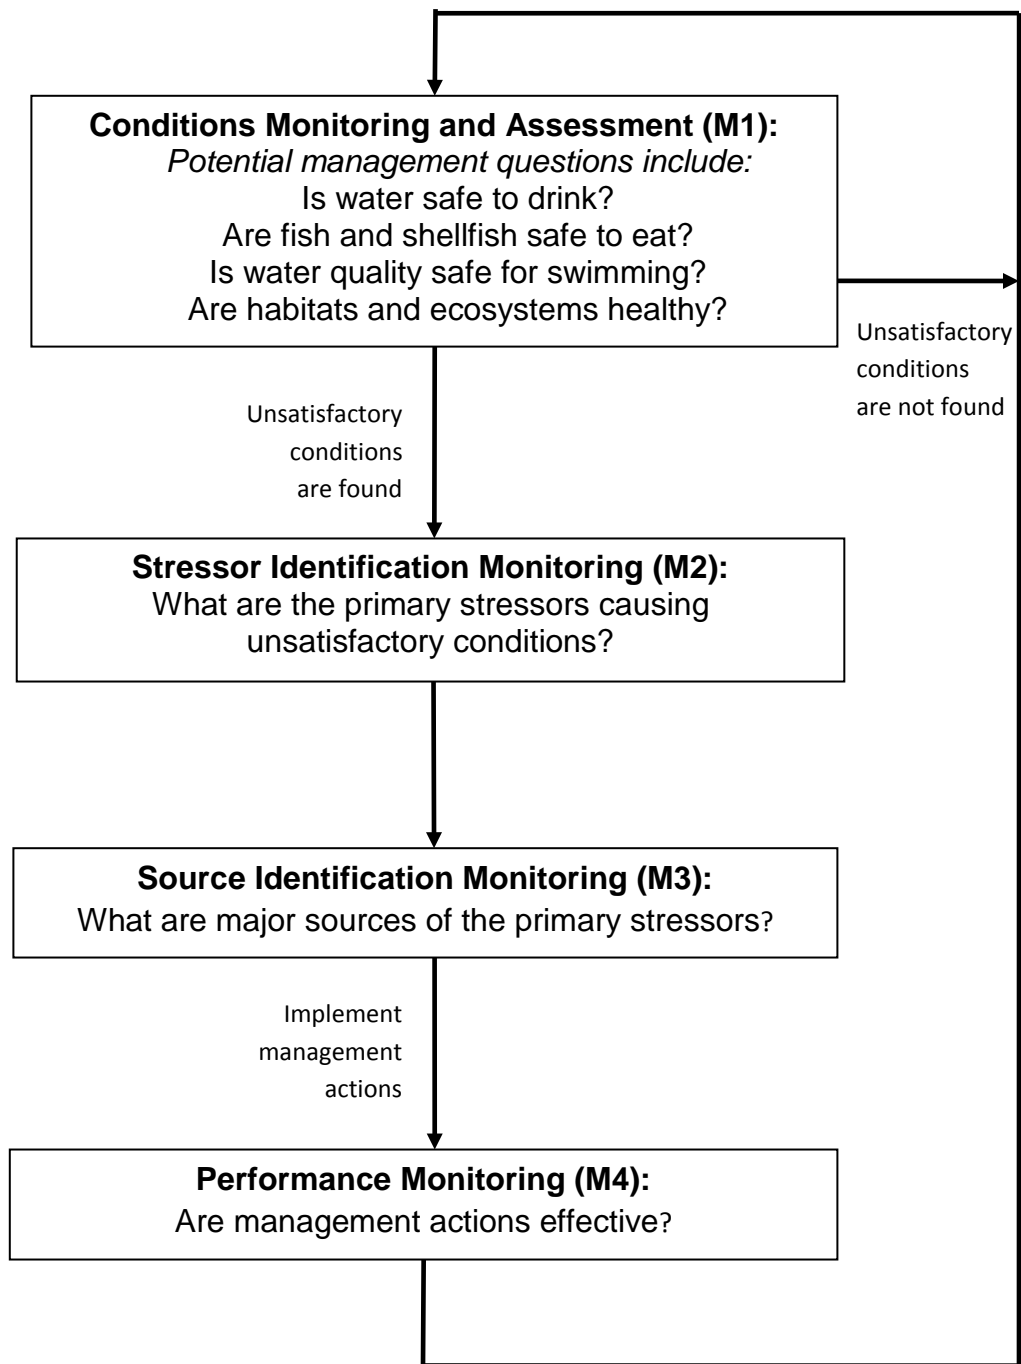 Conditions Monitoring and Assessment (M1):
Potential management questions include:
Is water safe to drink?
Are fish and shellfish safe to eat?
Is water quality safe for swimming?
Are habitats and ecosystems healthy?
Unsatisfactory
conditions
are not found
Unsatisfactory
conditions
are found
Stressor Identification Monitoring (M2):
What are the primary stressors causing
unsatisfactory conditions?
Source Identification Monitoring (M3):
What are major sources of the primary stressors?
Implement
management
actions
Performance Monitoring (M4):
Are management actions effective?